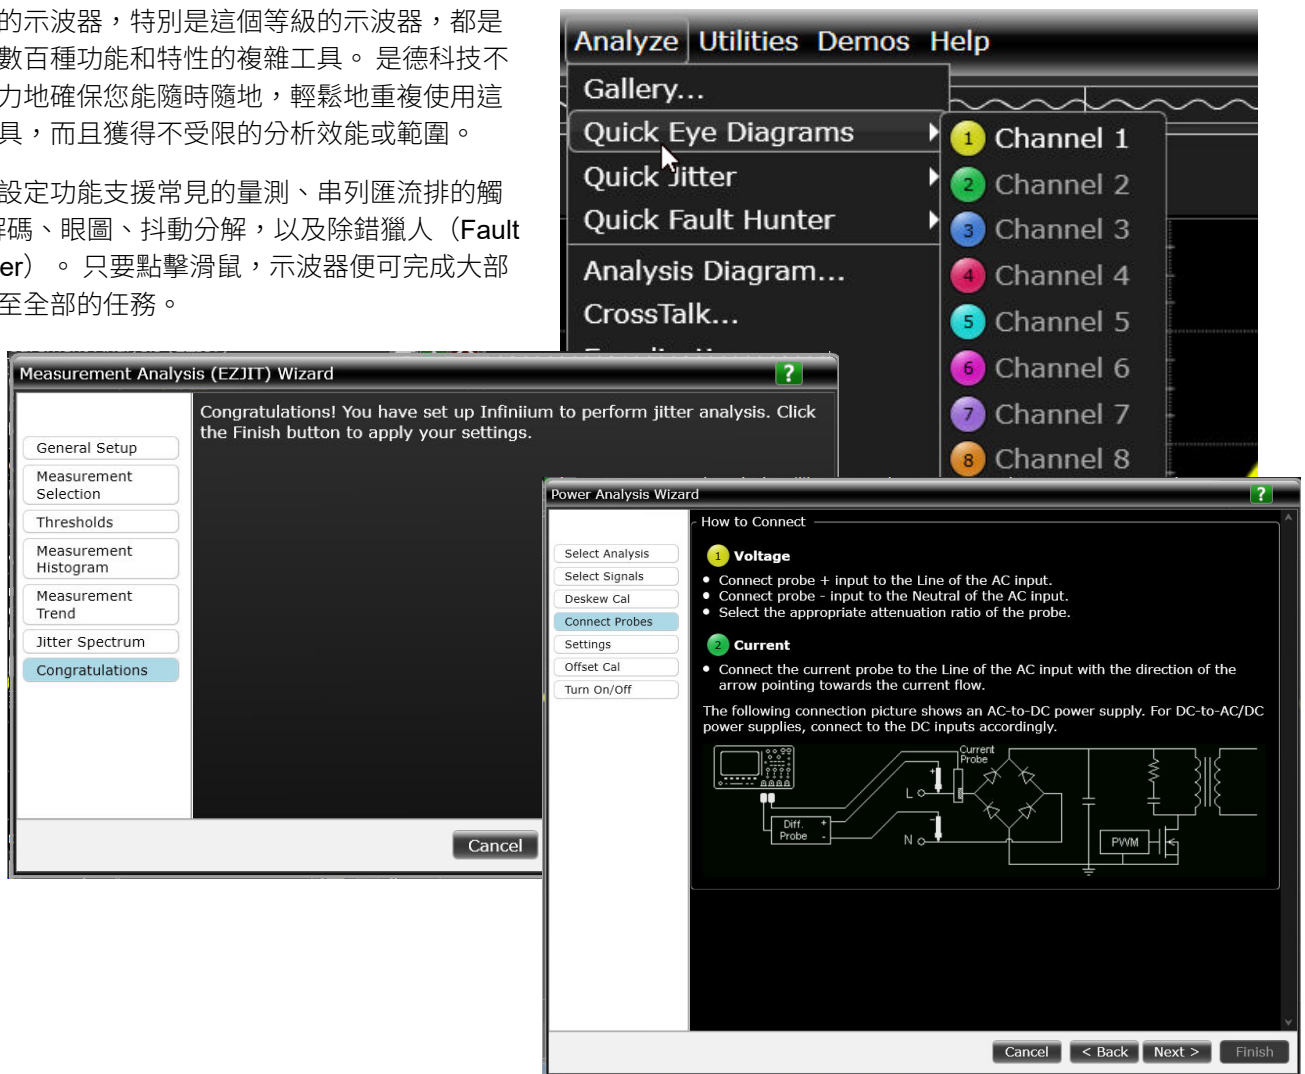 的示波器，特別是這個等級的示波器，都是
數百種功能和特性的複雜工具。 是德科技不
力地確保您能隨時隨地，輕鬆地重複使用這
具，而且獲得不受限的分析效能或範圍。
設定功能支援常見的量測、串列匯流排的觸
解碼、眼圖、抖動分解，以及除錯獵人（Fault
er）。 只要點擊滑鼠，示波器便可完成大部
至全部的任務。
Analyze Utilities Demos Help
Gallery...
Quick Eye Diagrams
Quick Jitter
Quick Fault Hunter
Analysis Diagram...
CrossTalk...
1 Channel 1
2 Channel 2
3 Channel 3
4 Channel 4
5 Channel 5
6 Channel 6
7 Channel 7
8 Channel 8
Measurement Analysis (EZJIT) Wizard
?
General Setup
Measurement
Selection
Thresholds
Measurement
Histogram
Measurement
Trend
Jitter Spectrum
Congratulations
Congratulations! You have set up Infiniium to perform jitter analysis. Click
the Finish button to apply your settings.
Cancel
Power Analysis Wizard
?
Select Analysis
Select Signals
Deskew Cal
Connect Probes
Settings
Offset Cal
Turn On/Off
How to Connect
1 Voltage
• Connect probe + input to the Line of the AC input.
• Connect probe - input to the Neutral of the AC input.
• Select the appropriate attenuation ratio of the probe.
2 Current
• Connect the current probe to the Line of the AC input with the direction of the
arrow pointing towards the current flow.
The following connection picture shows an AC-to-DC power supply. For DC-to-AC/DC
power supplies, connect to the DC inputs accordingly.
Current
Probe
+
L
Diff. +
Probe -
-
N
PWM
Cancel
< Back
Next >
Finish